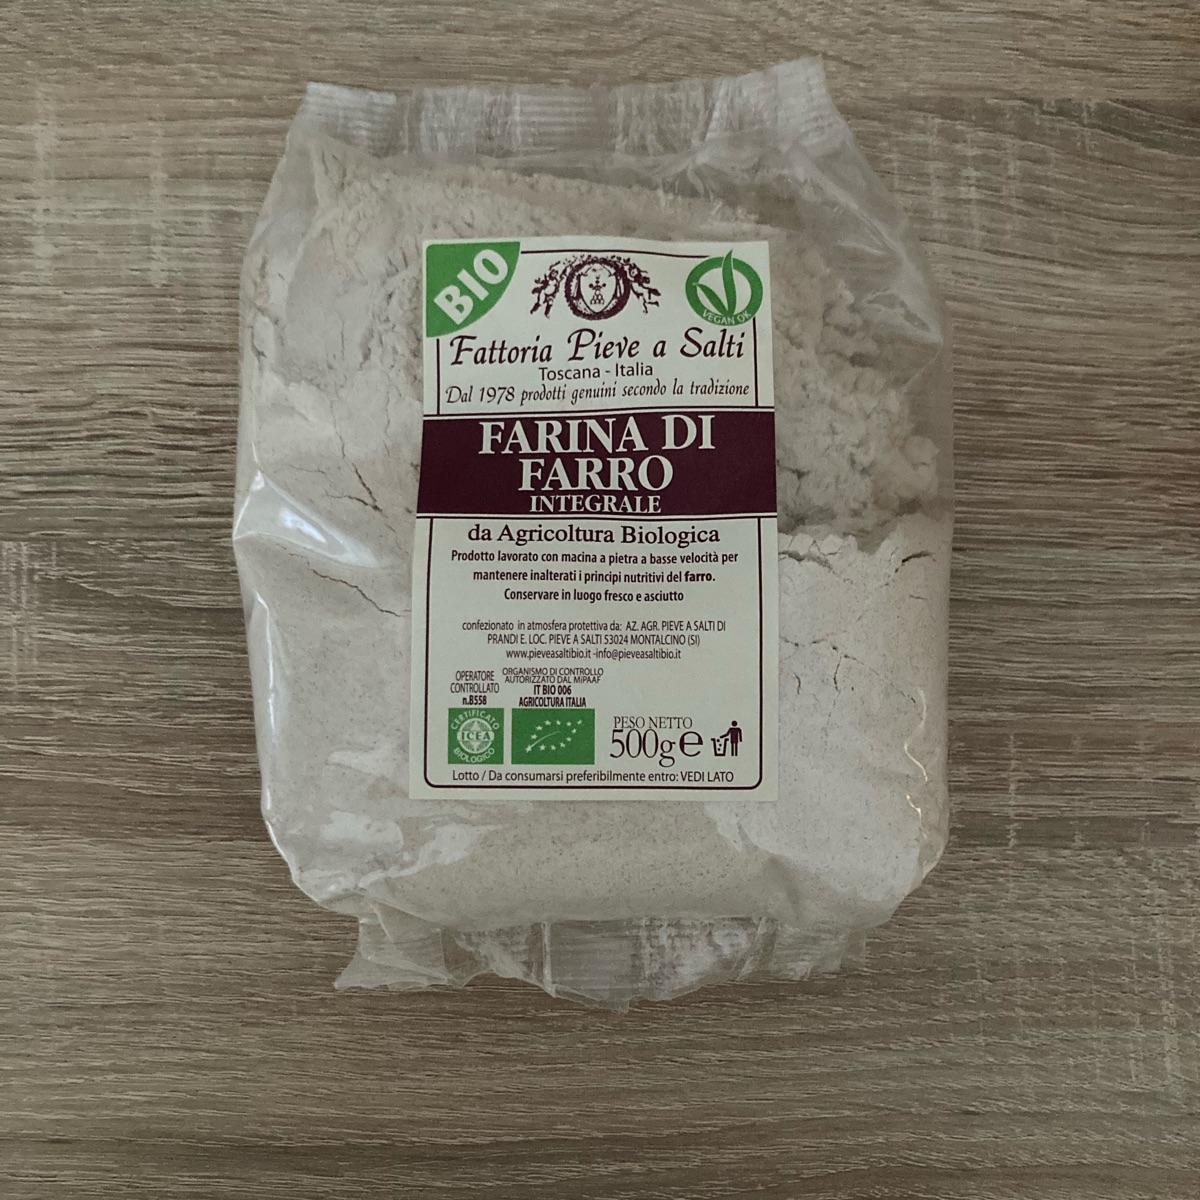 BIO
VEGAN OK
Fattoria Pieve a Salti
Toscana - Italia
Dal 1978 prodotti genuini secondo la tradizione
FARINA DI
FARRO
INTEGRALE
da Agricoltura Biologica
Prodotto lavorato con macina a pietra a basse velocità per
mantenere inalterati i principi nutritivi del farro.
Conservare in luogo fresco e asciutto
confezionato in atmosfera protettiva da: AZ. AGR. PIEVE A SALTI DI
PRANDI E. LOC. PIEVE A SALTI 53024 MONTALCINO (SI)
www.pieveasaltibio.it -info@pieveasaltibio.it
OPERATORE
CONTROLLATO
n.B558
ORGANISMO DI CONTROLLO
AUTORIZZATO DAL MiPAAF
IT BIO 006
AGRICOLTURA ITALIA
CERTIFICATO
ICEA
BIOLOGICO
PESO NETTO
500g e
Lotto / Da consumarsi preferibilmente entro: VEDI LATO